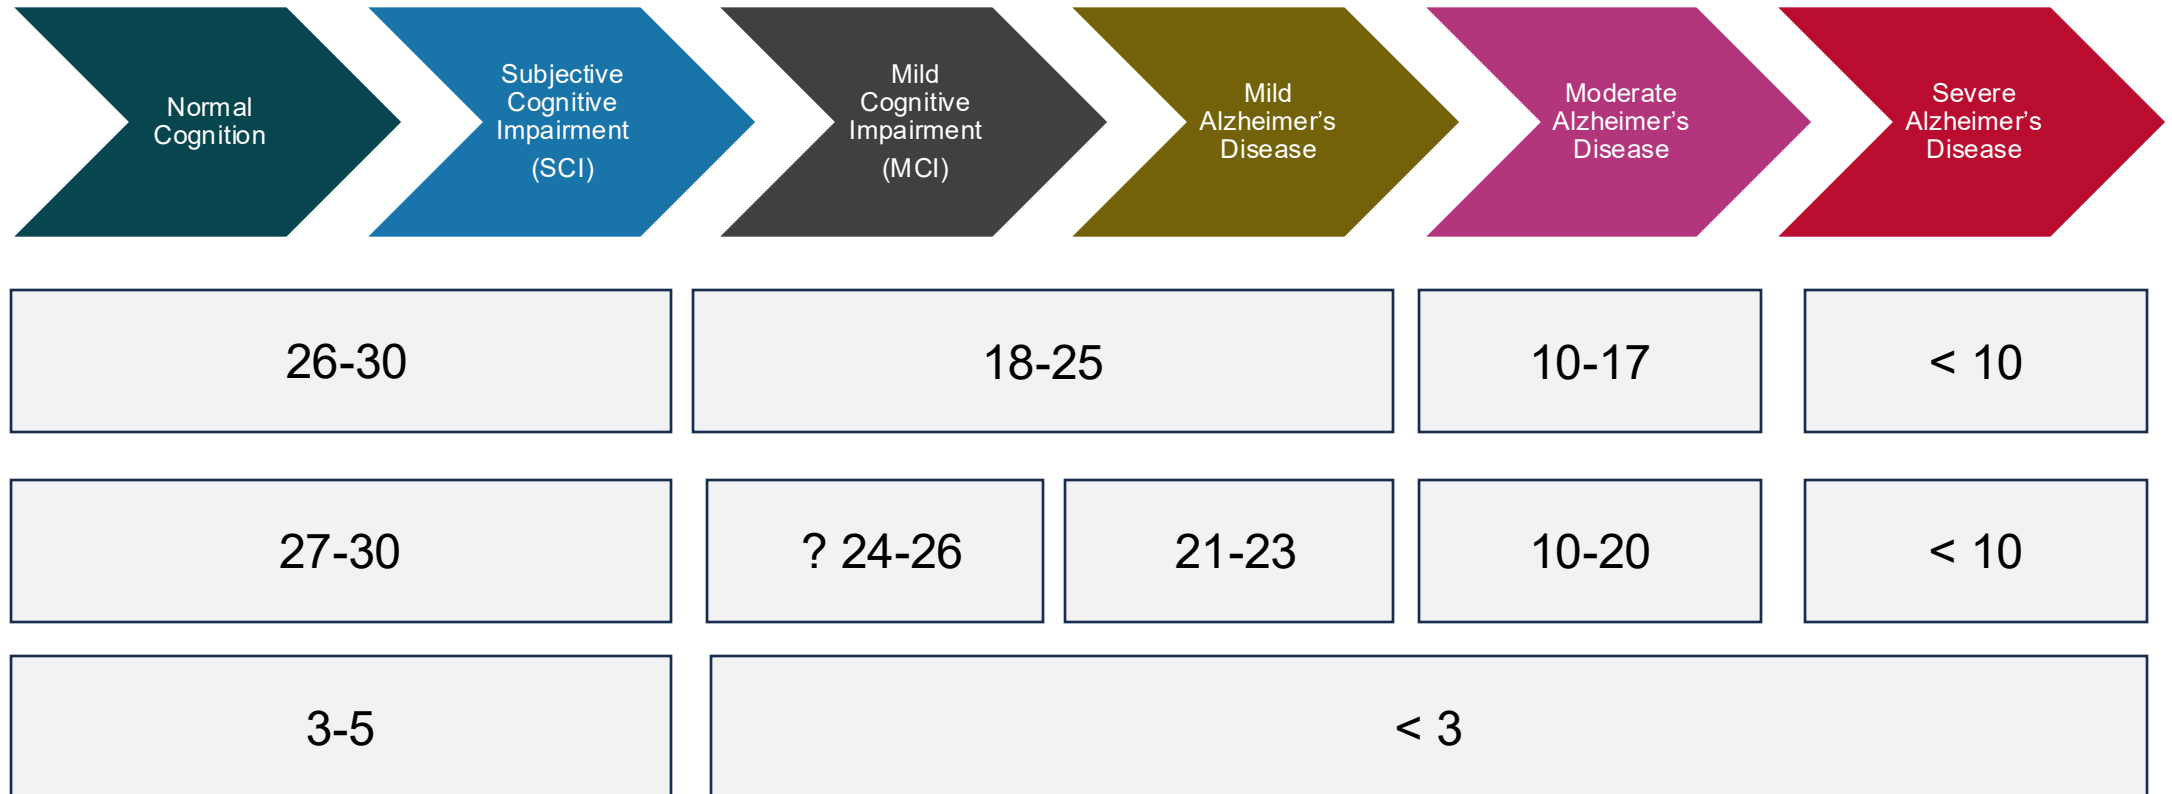 Normal
Cognition
Subjective
Cognitive
Impairment
(SCI)
Mild
Cognitive
Impairment
(MCI)
Mild
Alzheimer’s
Disease
Moderate
Alzheimer’s
Disease
Severe
Alzheimer’s
Disease
26-30
18-25
10-17
< 10
27-30
? 24-26
21-23
10-20
< 10
3-5
< 3